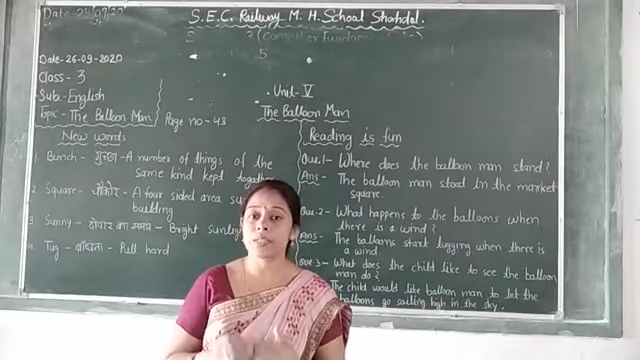 Date-24/09/20
S.E.C. Railway M. H. School Shahdol.
5
Date-26-09-2020
Class - 3
Sub.-English
Topic - The Balloon Man
Page no - 43
Unit - V
The Balloon Man
New words
1. Bunch - गुच्छा - A number of things of the
same kind kept together
2 Square - चौकोर - A four sided area
building
3 Sunny - दोपहर का समय - Bright
4. Tug - बाँधना - Pull hard
Reading is fun
Que.1- Where does the balloon man stand?
Ans - The balloon man stood in the market
square.
Que.2- What happens to the balloons when
there is a wind?
Ans- The balloons start tugging when there is
a wind.
Que.3- What does the child like to see the balloon
man do?
The child would like balloon man to let the
balloons go sailing high in the sky.